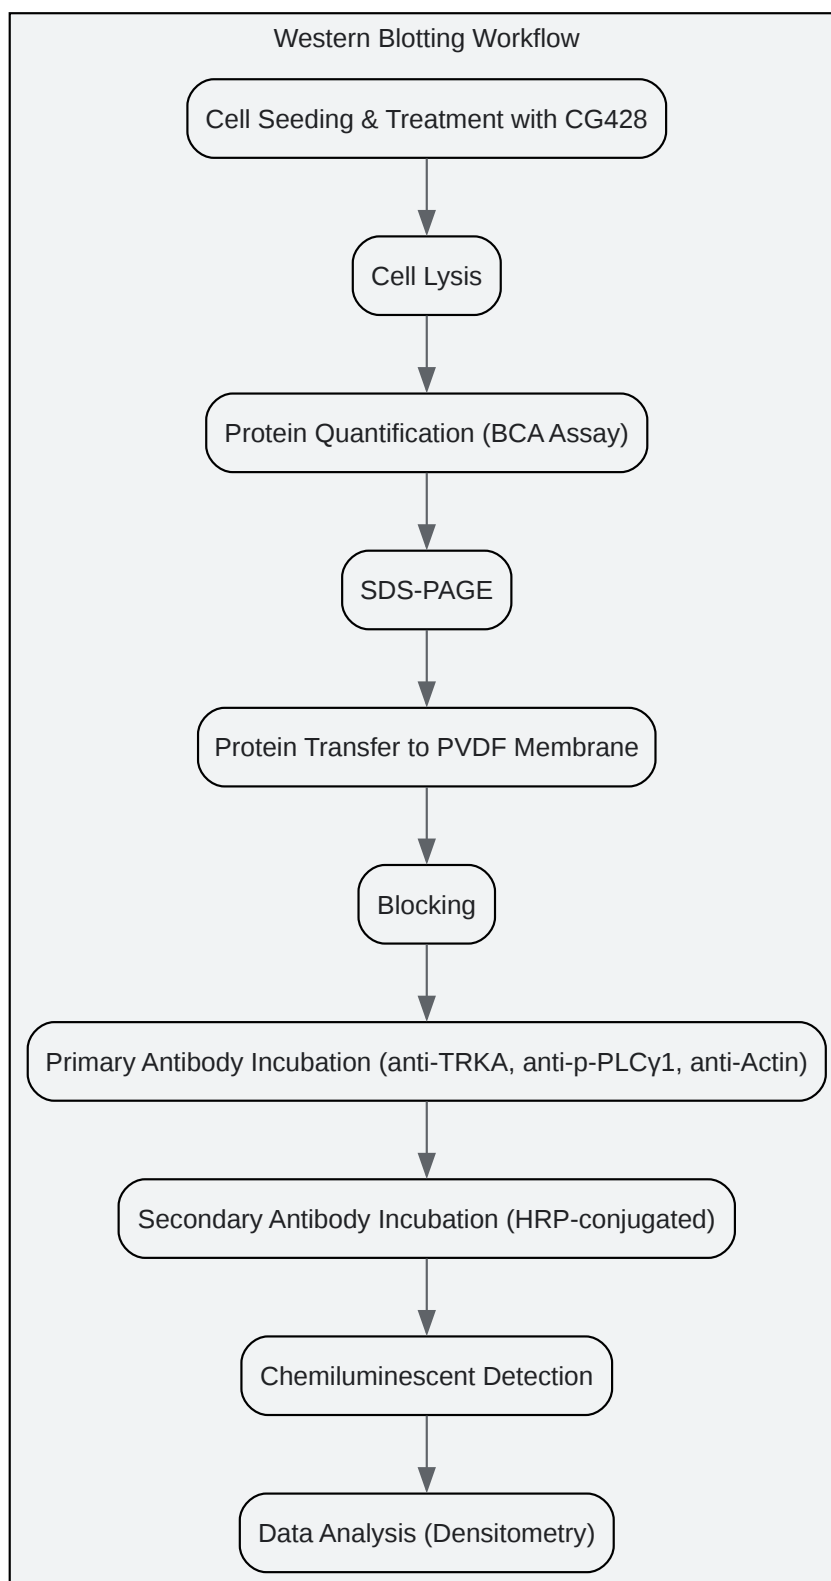 Western Blotting Workflow
Cell Seeding & Treatment with CG428
Cell Lysis
Protein Quantification (BCA Assay)
SDS-PAGE
Protein Transfer to PVDF Membrane
Blocking
Primary Antibody Incubation (anti-TRKA, anti-p-PLCγ1, anti-Actin)
Secondary Antibody Incubation (HRP-conjugated)
Chemiluminescent Detection
Data Analysis (Densitometry)